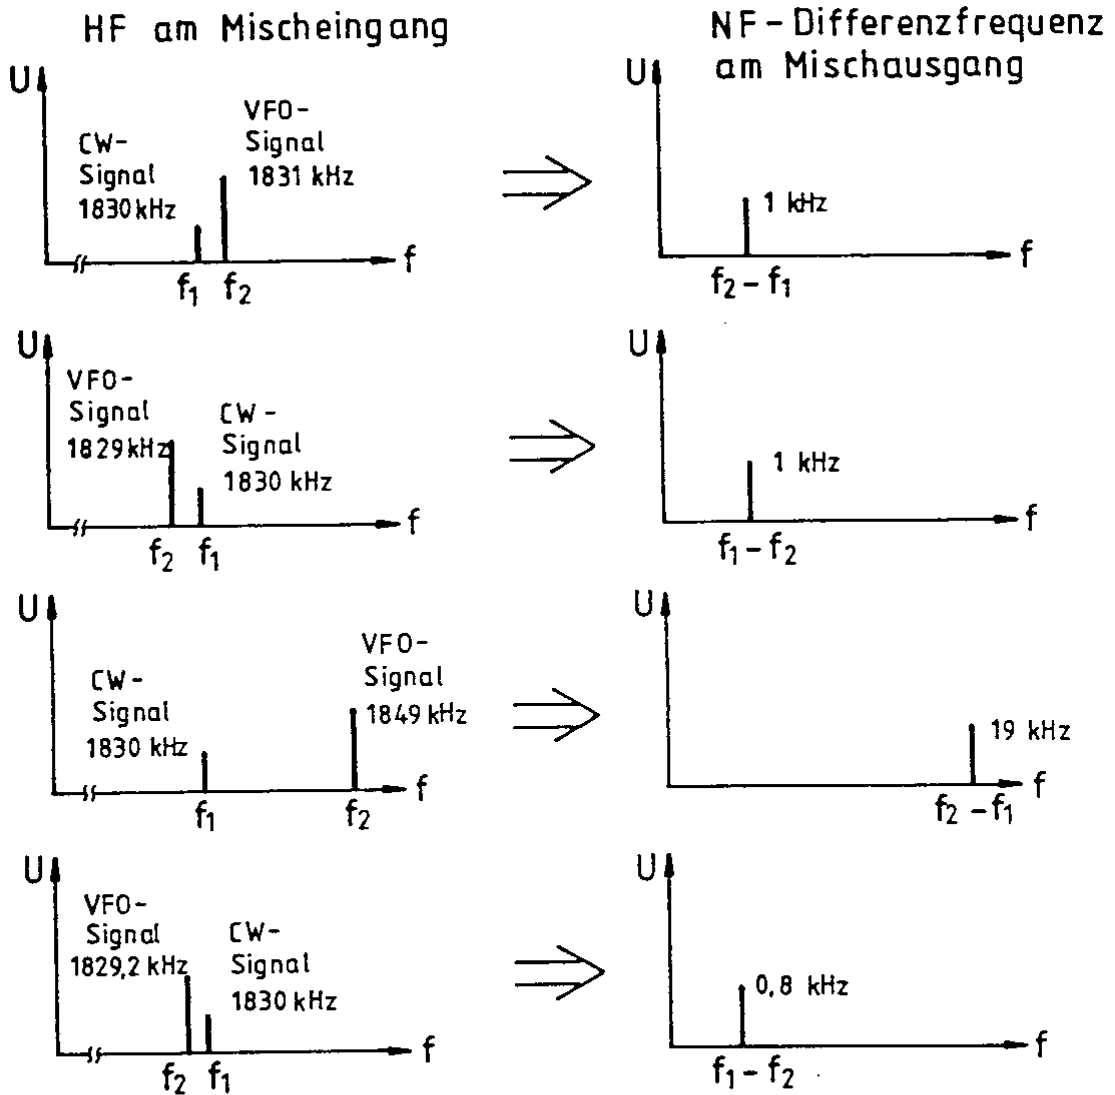 HF am Mischeingang
NF-Differenzfrequenz
am Mischausgang
U
CW-
Signal
1830 kHz
VFO-
Signal
1831 kHz
f
f1
f2
U
1 kHz
f
f2 - f1
U
VFO-
Signal
1829 kHz
CW-
Signal
1830 kHz
f
f2
f1
U
1 kHz
f
f1 - f2
U
CW-
Signal
1830 kHz
VFO-
Signal
1849 kHz
f
f1
f2
U
19 kHz
f
f2 - f1
U
VFO-
Signal
1829,2 kHz
CW-
Signal
1830 kHz
f
f2
f1
U
0,8 kHz
f
f1 - f2